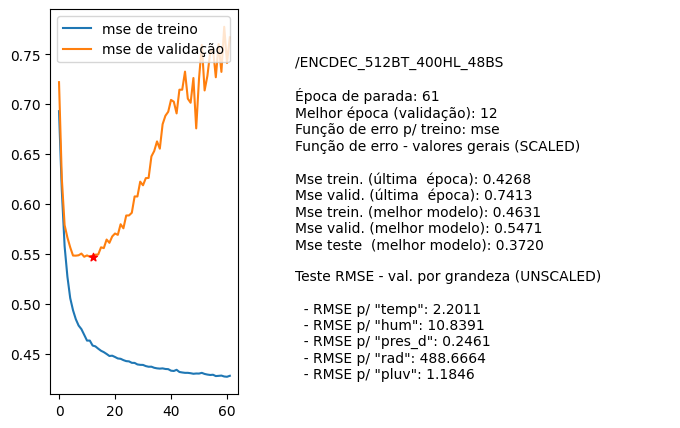 mse de treino
mse de validação
0.75
0.70
0.65
0.60
0.55
0.50
0.45
0
20
40
60
/ENCDEC_512BT_400HL_48BS
Época de parada: 61
Melhor época (validação): 12
Função de erro p/ treino: mse
Função de erro - valores gerais (SCALED)
Mse trein. (última  época): 0.4268
Mse valid. (última  época): 0.7413
Mse trein. (melhor modelo): 0.4631
Mse valid. (melhor modelo): 0.5471
Mse teste  (melhor modelo): 0.3720
Teste RMSE - val. por grandeza (UNSCALED)
- RMSE p/ "temp": 2.2011
- RMSE p/ "hum": 10.8391
- RMSE p/ "pres_d": 0.2461
- RMSE p/ "rad": 488.6664
- RMSE p/ "pluv": 1.1846